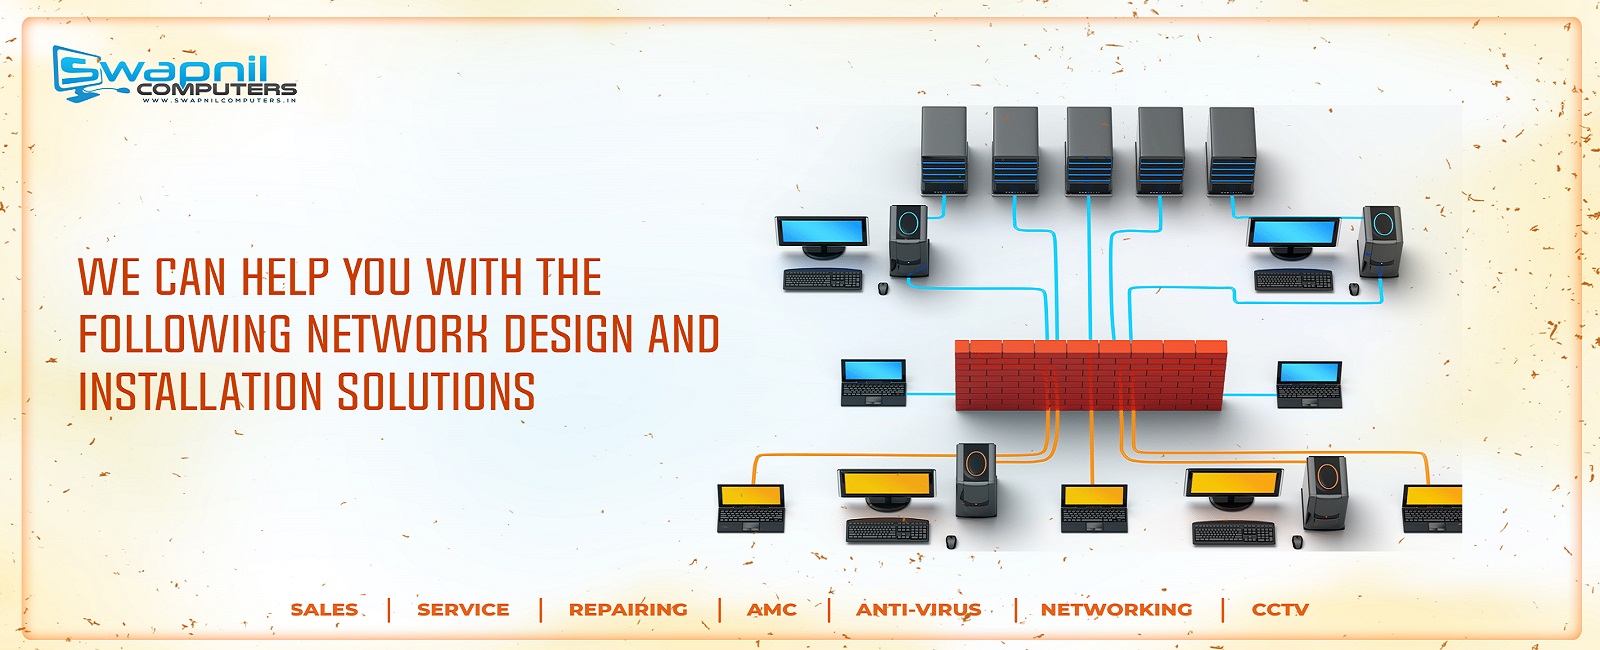 Swapnil
COMPUTERS
WWW.SWAPNILCOMPUTERS.IN
WE CAN HELP YOU WITH THE
FOLLOWING NETWORK DESIGN AND
INSTALLATION SOLUTIONS
SALES | SERVICE | REPAIRING | AMC | ANTI-VIRUS | NETWORKING | CCTV